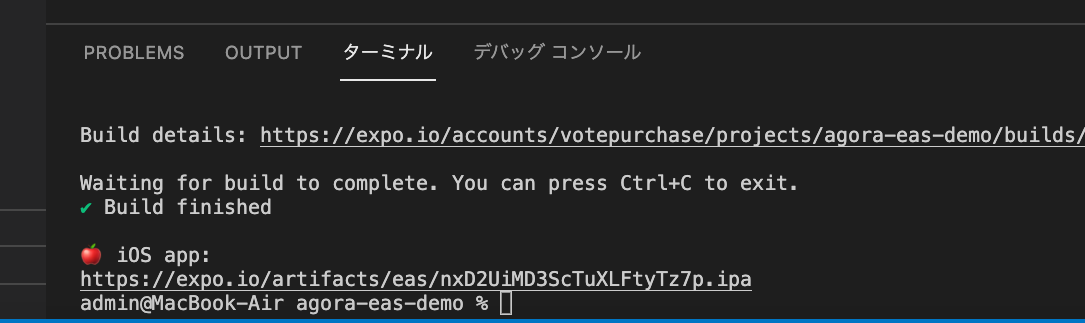 PROBLEMS OUTPUT ターミナル デバッグ コンソール
Build details: https://expo.io/accounts/votepurchase/projects/agora-eas-demo/builds/
Waiting for build to complete. You can press Ctrl+C to exit.
✔ Build finished
🍎 iOS app:
https://expo.io/artifacts/eas/nxD2UiMD3ScTuXLFtyTz7p.ipa
admin@MacBook-Air agora-eas-demo %